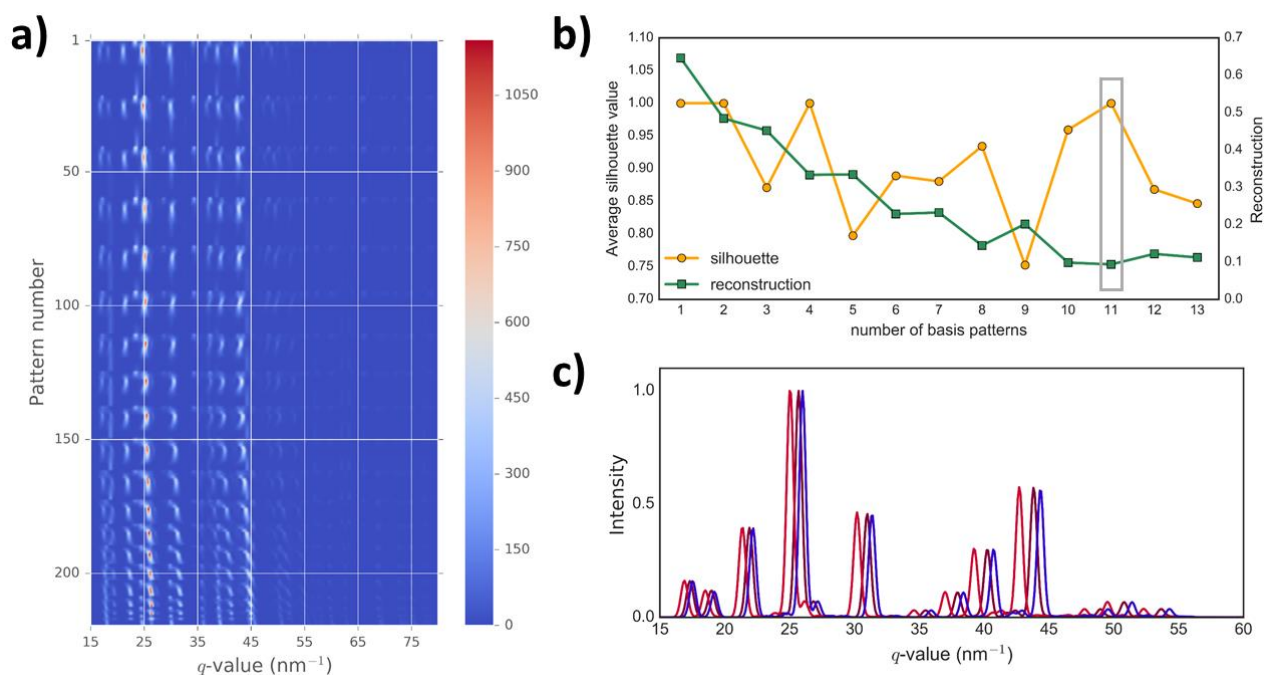 a)
1
50
100
150
200
Pattern number
15
25
35
45
55
65
75
q-value (nm⁻¹)
1050
900
750
600
450
300
150
0
b)
1.10
1.05
1.00
0.95
0.90
0.85
0.80
0.75
0.70
Average silhouette value
silhouette
reconstruction
0.7
0.6
0.5
0.4
0.3
0.2
0.1
0.0
Reconstruction
1 2 3 4 5 6 7 8 9 10 11 12 13
number of basis patterns
c)
1.0
0.5
0.0
Intensity
15 20 25 30 35 40 45 50 55 60
q-value (nm⁻¹)